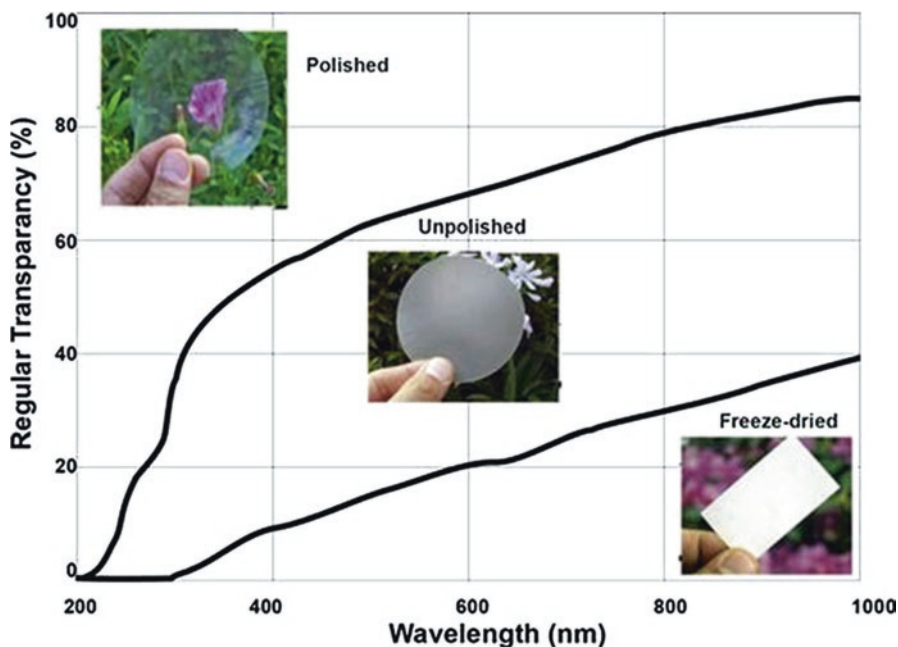 100
80
60
40
20
0
Regular Transparancy (%)
Polished
Unpolished
Freeze-dried
200 400 600 800 1000
Wavelength (nm)